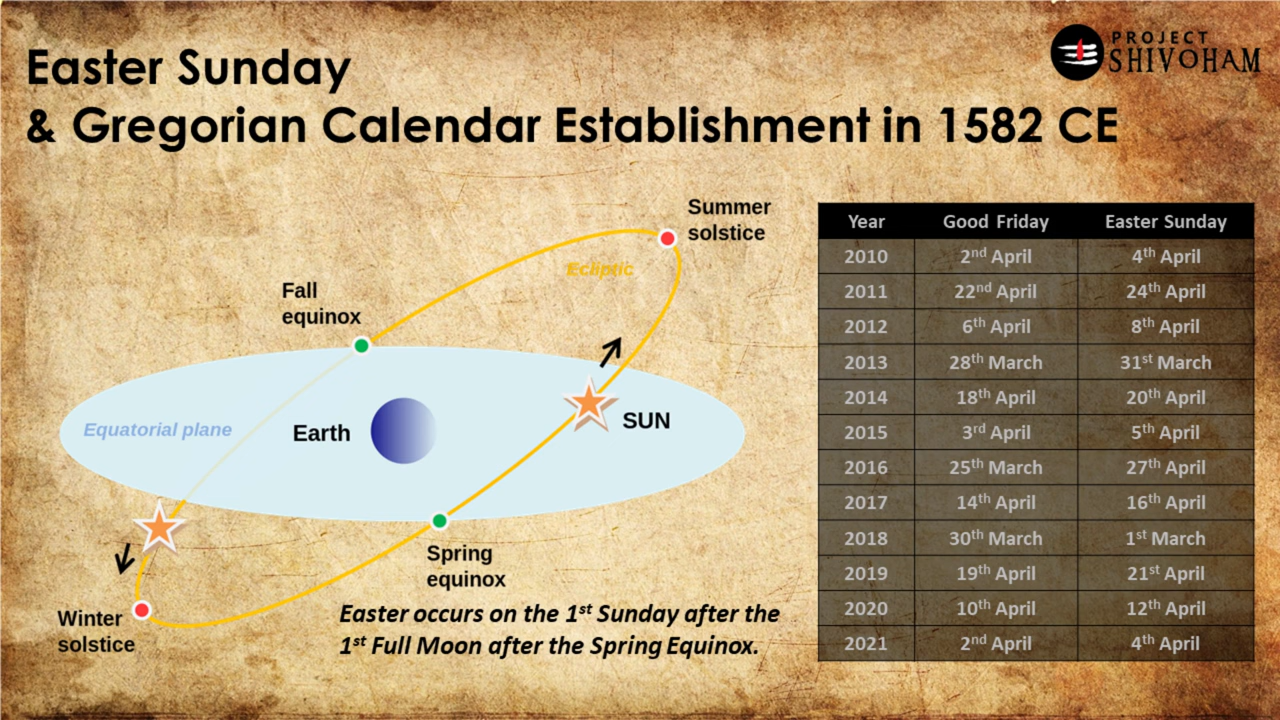 Easter Sunday
& Gregorian Calendar Establishment in 1582 CE
PROJECT
SHIVOHAM
Summer
solstice
Ecliptic
Fall
equinox
Equatorial plane
Earth
SUN
Spring
equinox
Winter
solstice
Easter occurs on the 1st Sunday after the
1st Full Moon after the Spring Equinox.
Year Good Friday Easter Sunday
2010 2nd April 4th April
2011 22nd April 24th April
2012 6th April 8th April
2013 28th March 31st March
2014 18th April 20th April
2015 3rd April 5th April
2016 25th March 27th April
2017 14th April 16th April
2018 30th March 1st March
2019 19th April 21st April
2020 10th April 12th April
2021 2nd April 4th April